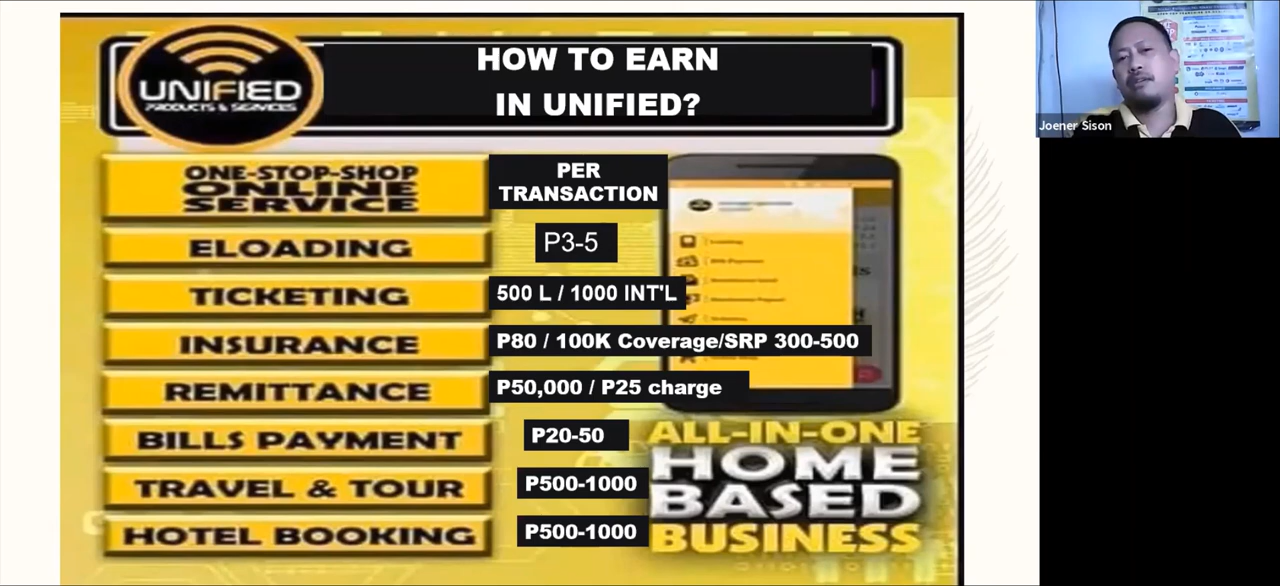 HOW TO EARN
IN UNIFIED?
UNIFIED
PRODUCTS & SERVICES
ONE-STOP-SHOP
ONLINE
SERVICE
PER
TRANSACTION
ELOADING
P3-5
TICKETING
500 L / 1000 INT'L
INSURANCE
P80 / 100K Coverage/SRP 300-500
REMITTANCE
P50,000 / P25 charge
BILLS PAYMENT
P20-50
TRAVEL & TOUR
P500-1000
HOTEL BOOKING
P500-1000
ALL-IN-ONE
HOME
BASED
BUSINESS
Joener Sison